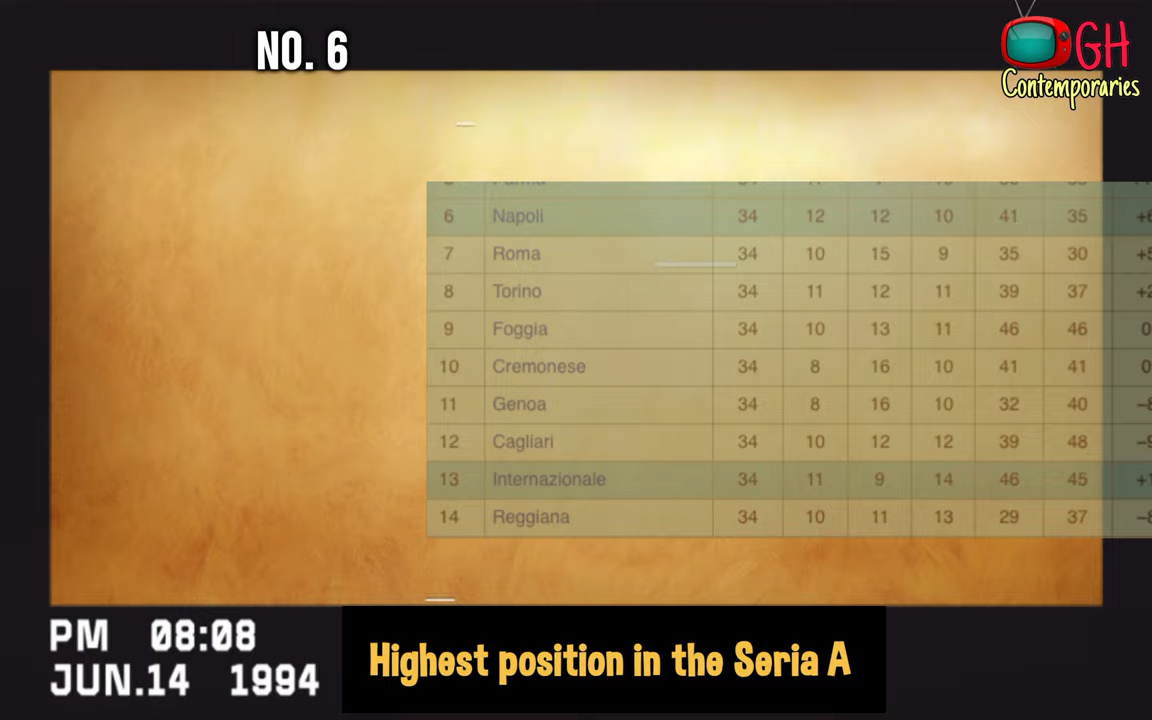 NO. 6
GH
Contemporaries
6 Napoli 34 12 12 10 41 35
7 Roma 34 10 15 9 35 30
8 Torino 34 11 12 11 39 37
9 Foggia 34 10 13 11 46 46 0
10 Cremonese 34 8 16 10 41 41 0
11 Genoa 34 8 16 10 32 40
12 Cagliari 34 10 12 12 39 48
13 Internazionale 34 11 9 14 46 45
14 Reggiana 34 10 11 13 29 37
PM 08:08
JUN.14 1994
Highest position in the Seria A